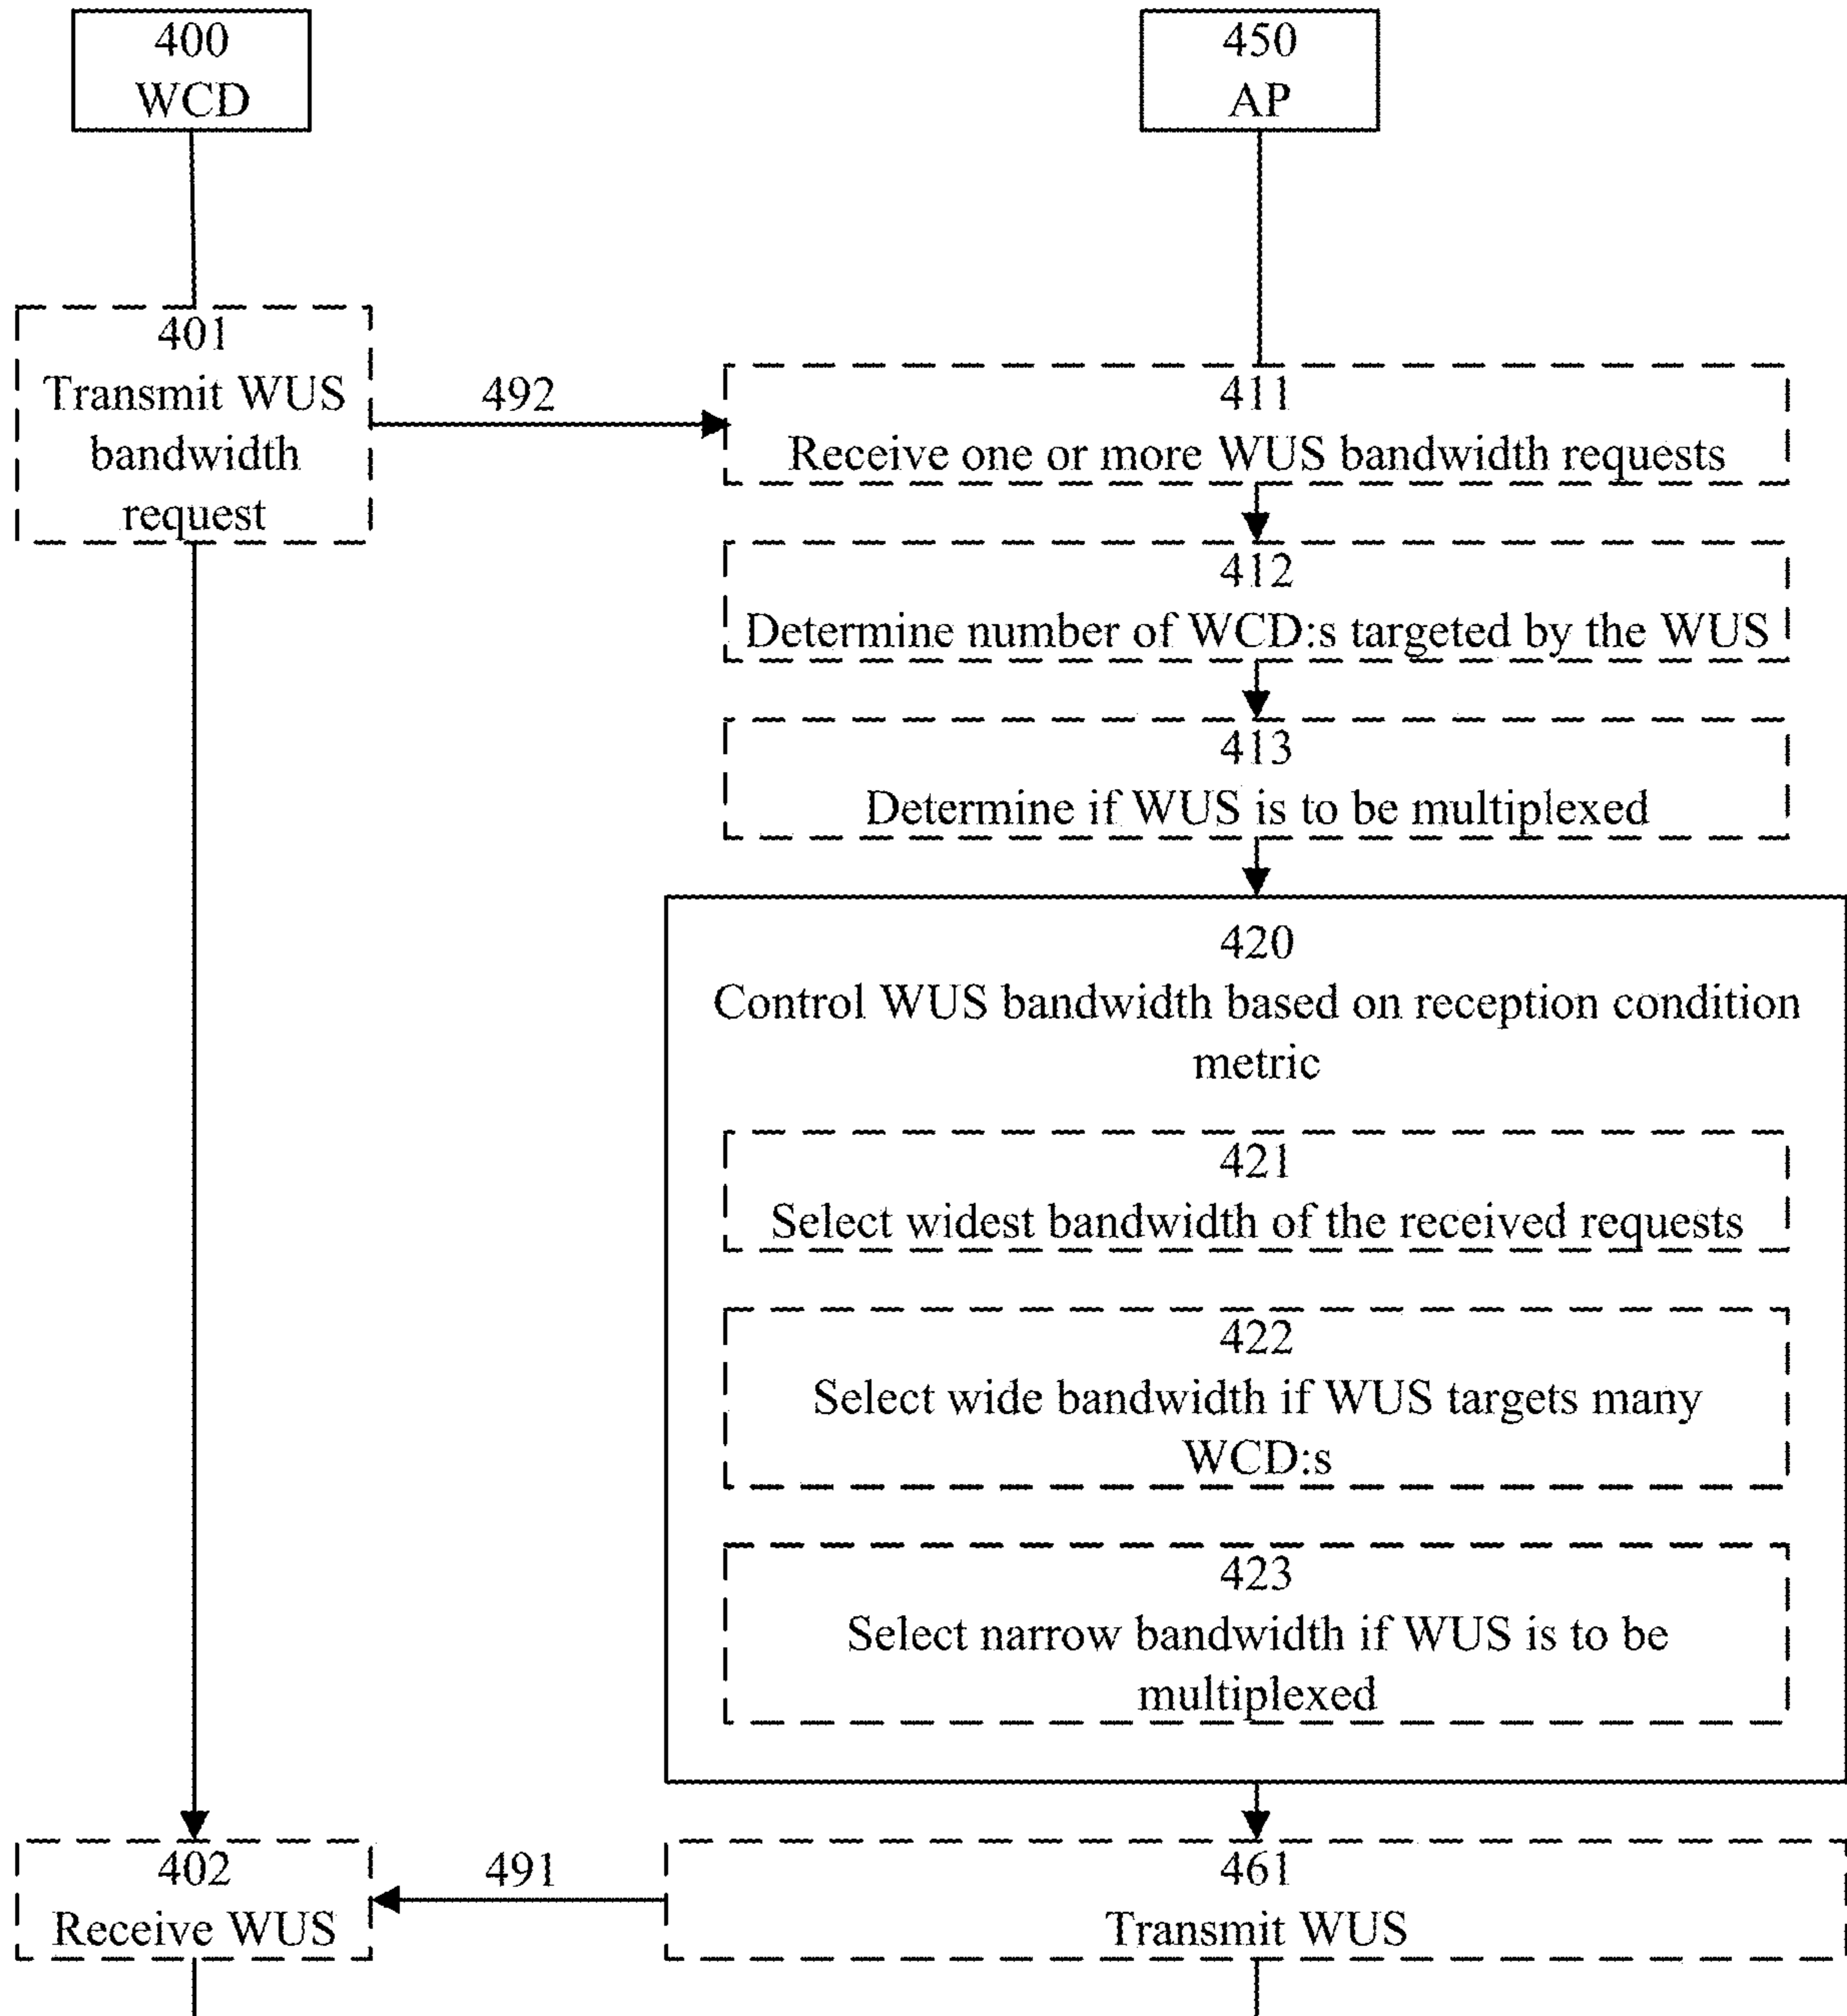 400
WCD
450
AP
401
Transmit WUS
bandwidth
request
492
411
Receive one or more WUS bandwidth requests
412
Determine number of WCD:s targeted by the WUS
413
Determine if WUS is to be multiplexed
420
Control WUS bandwidth based on reception condition
metric
421
Select widest bandwidth of the received requests
422
Select wide bandwidth if WUS targets many
WCD:s
423
Select narrow bandwidth if WUS is to be
multiplexed
402
Receive WUS
491
461
Transmit WUS